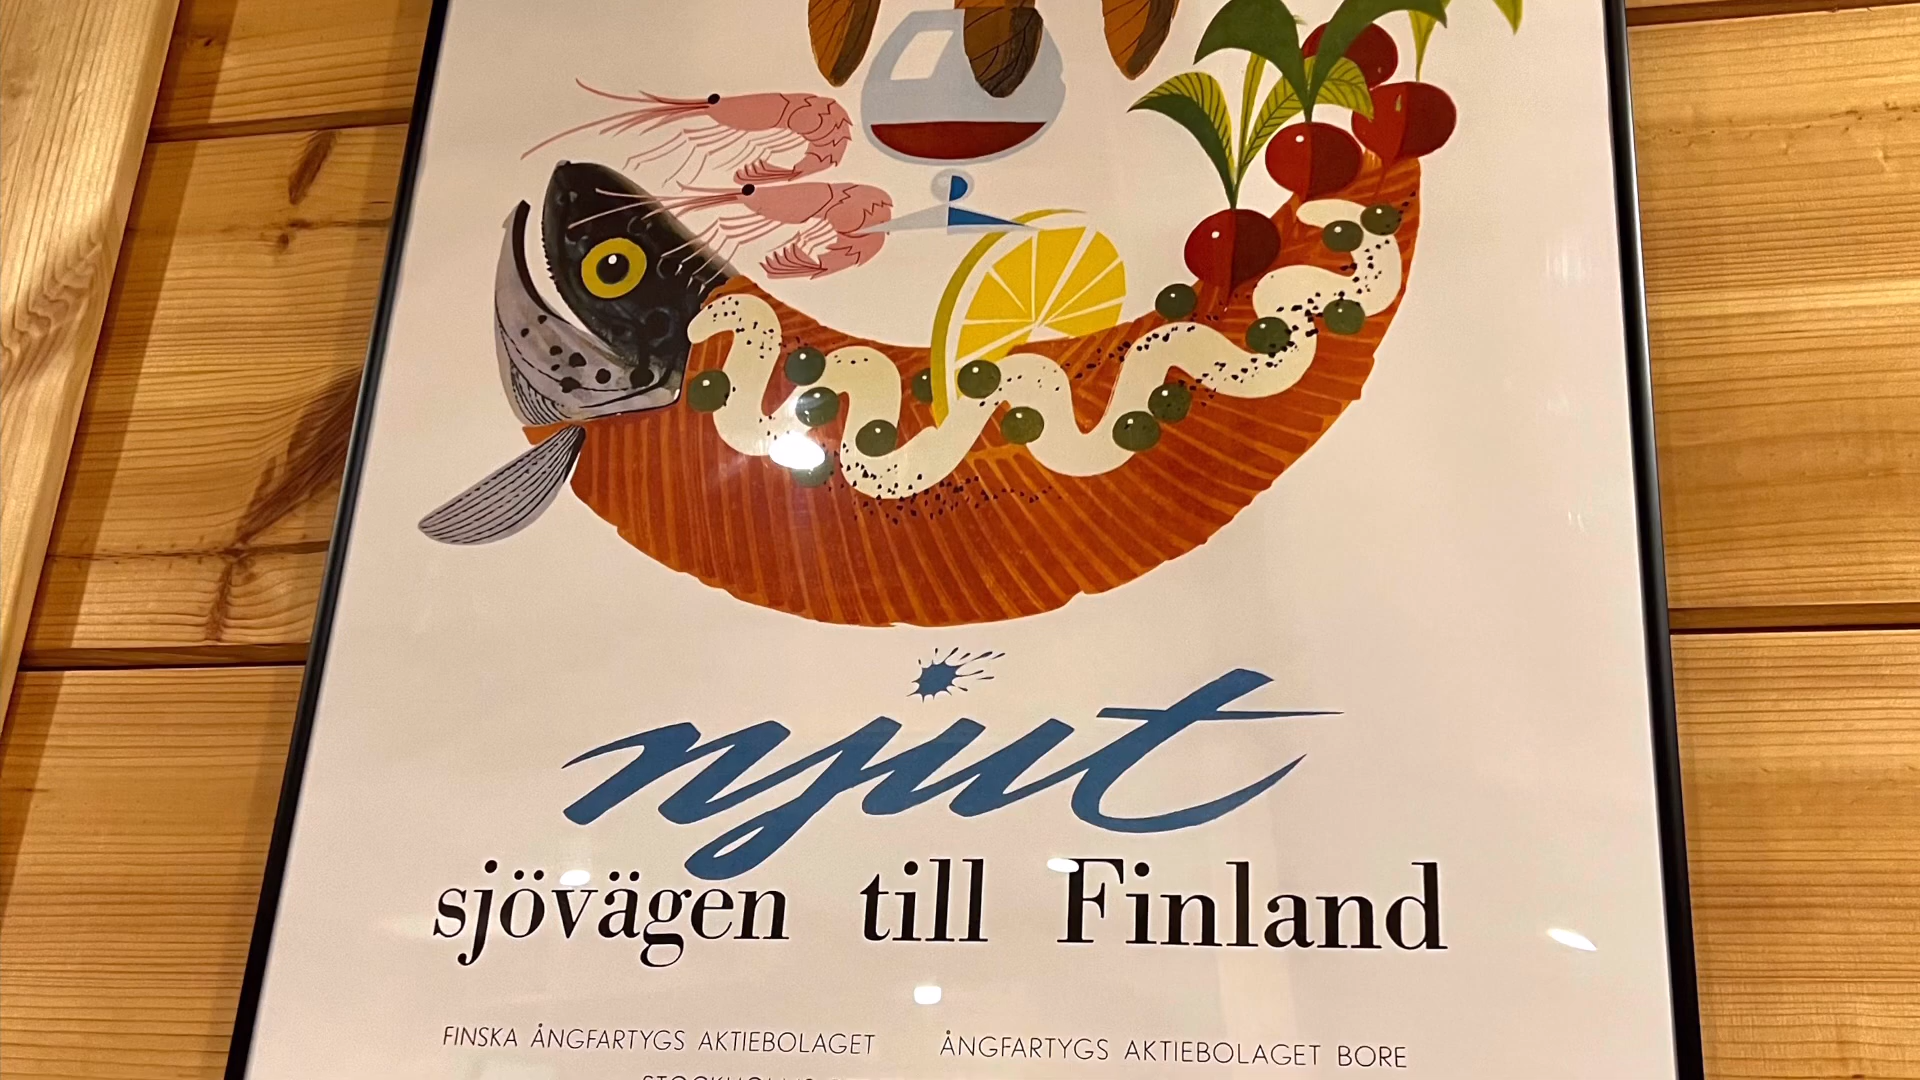 njut
sjövägen till Finland
FINSKA ÅNGFARTYGS AKTIEBOLAGET ÅNGFARTYGS AKTIEBOLAGET BORE